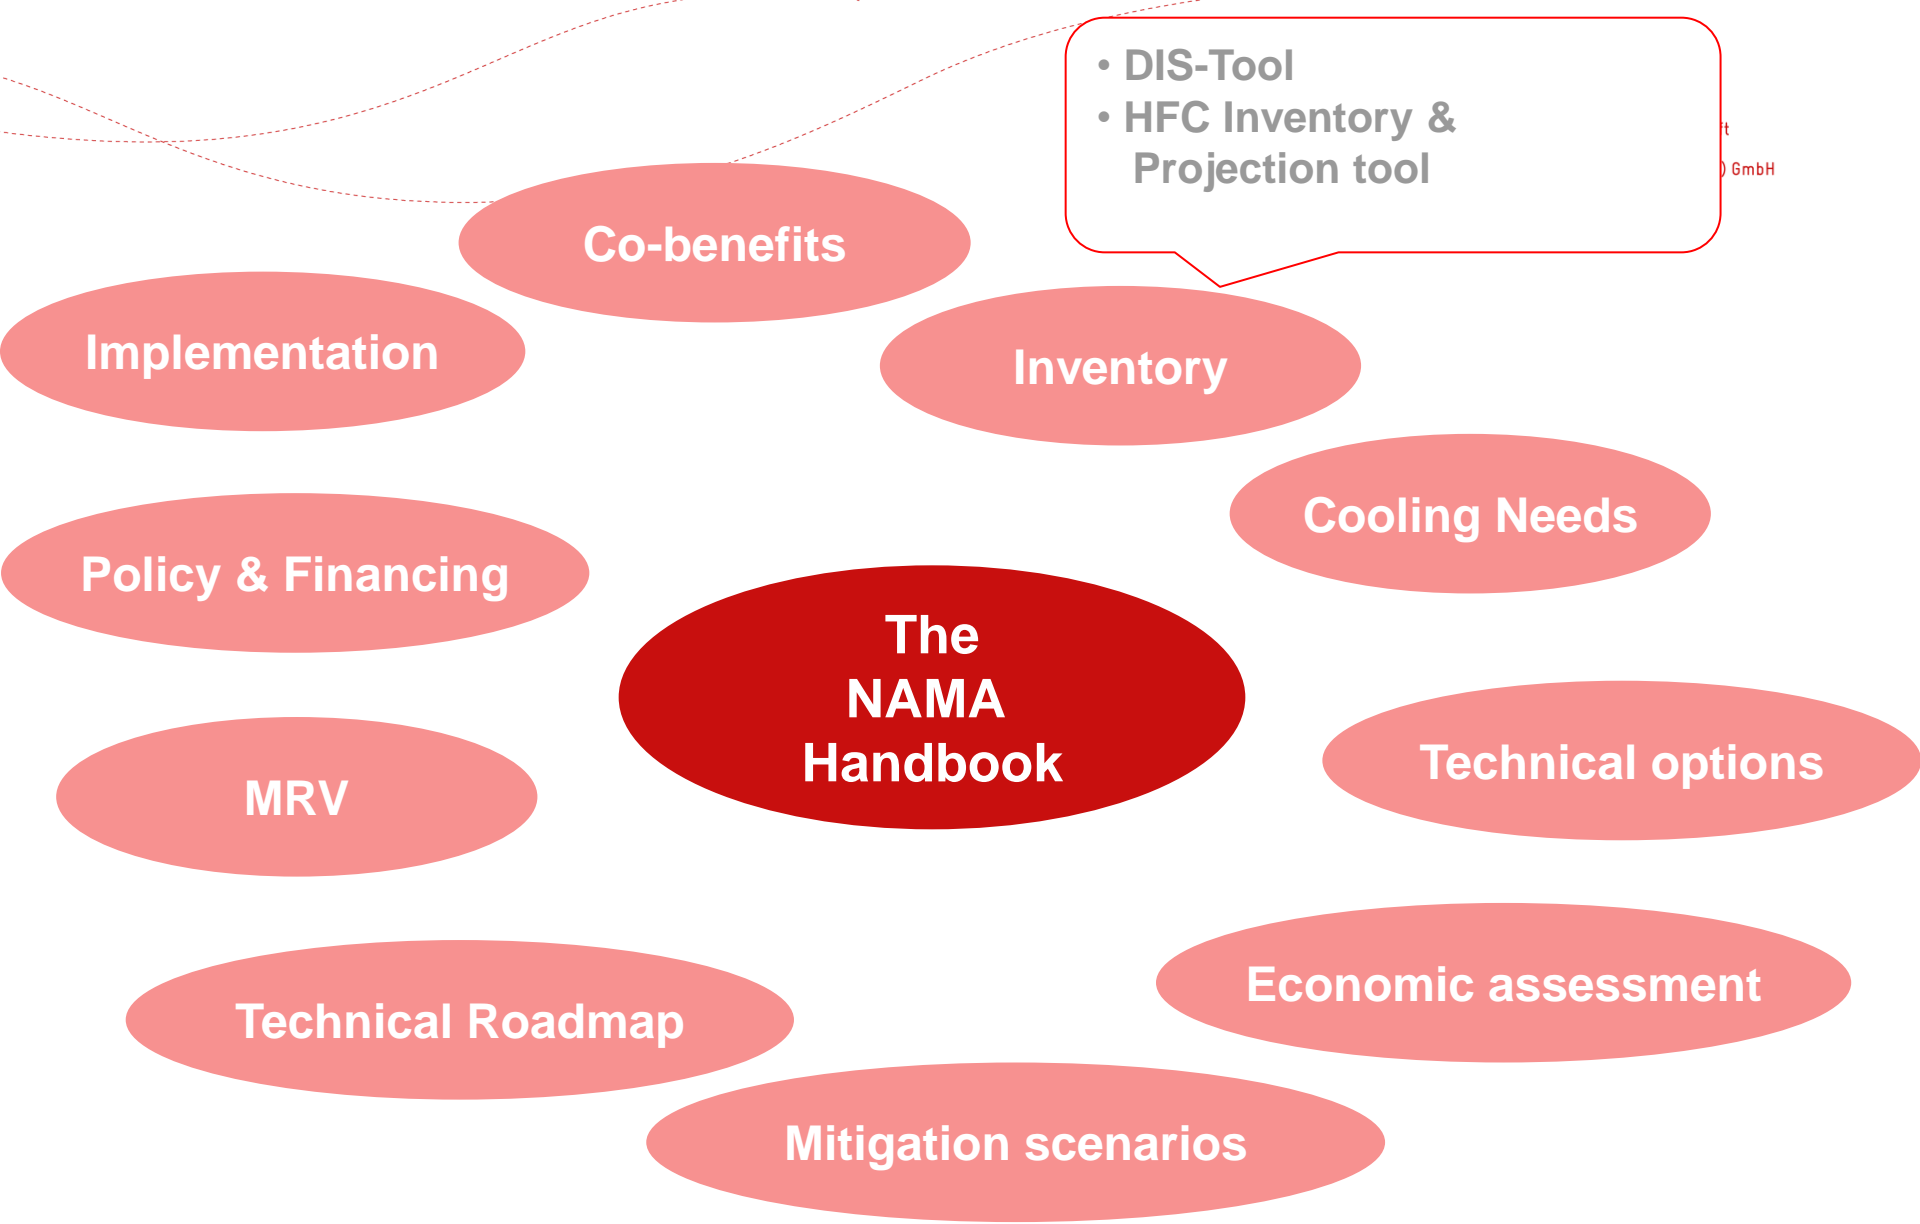 • DIS-Tool
• HFC Inventory &
Projection tool
GmbH
Co-benefits
Implementation
Inventory
Cooling Needs
Policy & Financing
The
NAMA
Handbook
Technical options
MRV
Economic assessment
Technical Roadmap
Mitigation scenarios